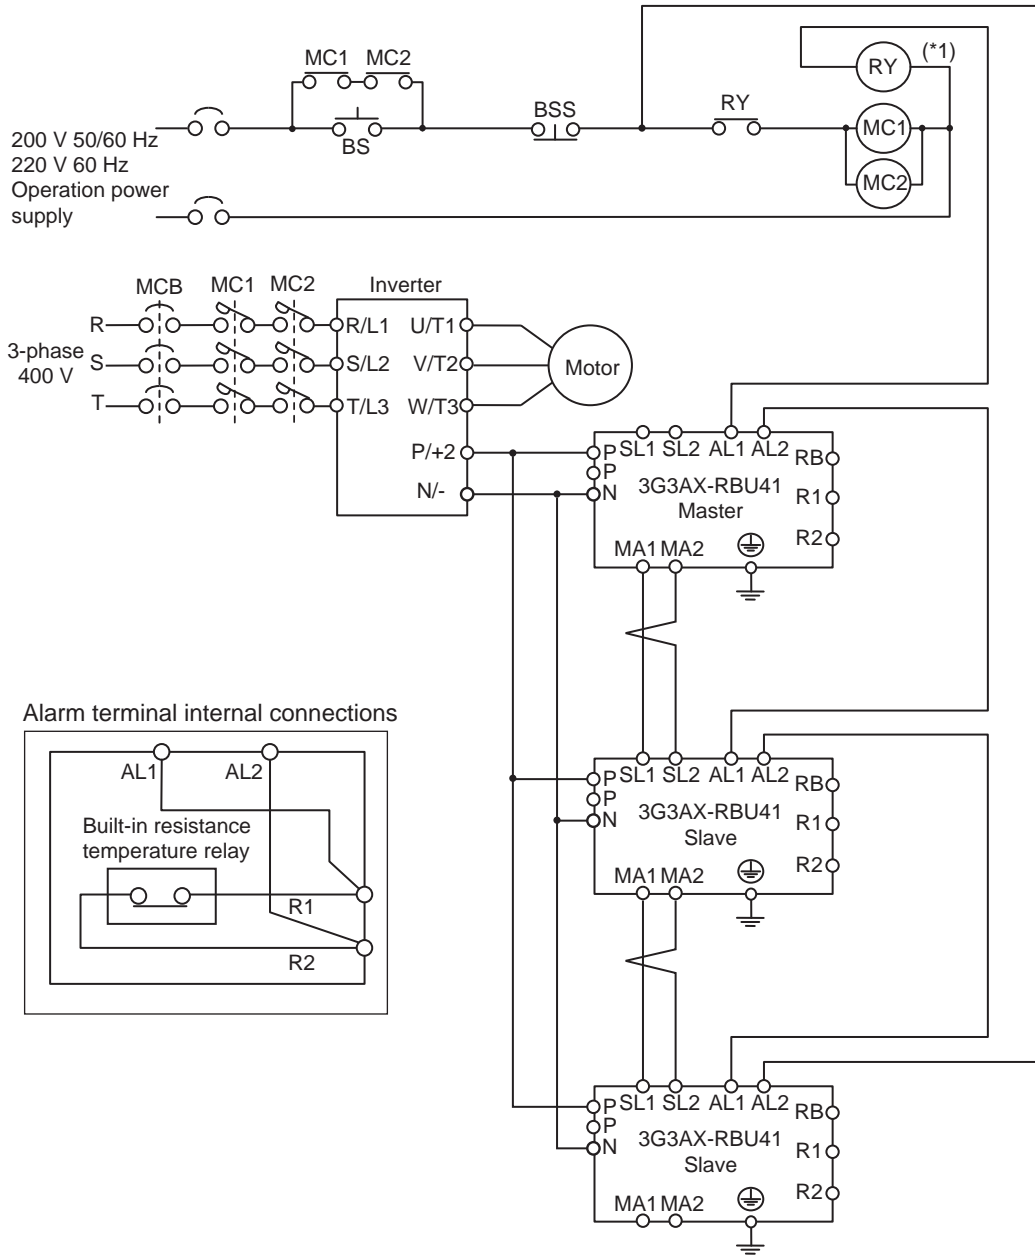 MC1 MC2
BS
BSS
RY
RY
(*1)
MC1
MC2
200 V 50/60 Hz
220 V 60 Hz
Operation power
supply
MCB MC1 MC2
Inverter
3-phase
400 V
R
S
T
R/L1 U/T1
S/L2 V/T2
T/L3 W/T3
P/+2
N/-
Motor
SL1 SL2 AL1 AL2
P
P
N
3G3AX-RBU41
Master
RB
R1
R2
MA1 MA2
SL1 SL2 AL1 AL2
P
P
N
3G3AX-RBU41
Slave
RB
R1
R2
MA1 MA2
SL1 SL2 AL1 AL2
P
P
N
3G3AX-RBU41
Slave
RB
R1
R2
MA1 MA2
Alarm terminal internal connections
AL1 AL2
Built-in resistance
temperature relay
R1
R2